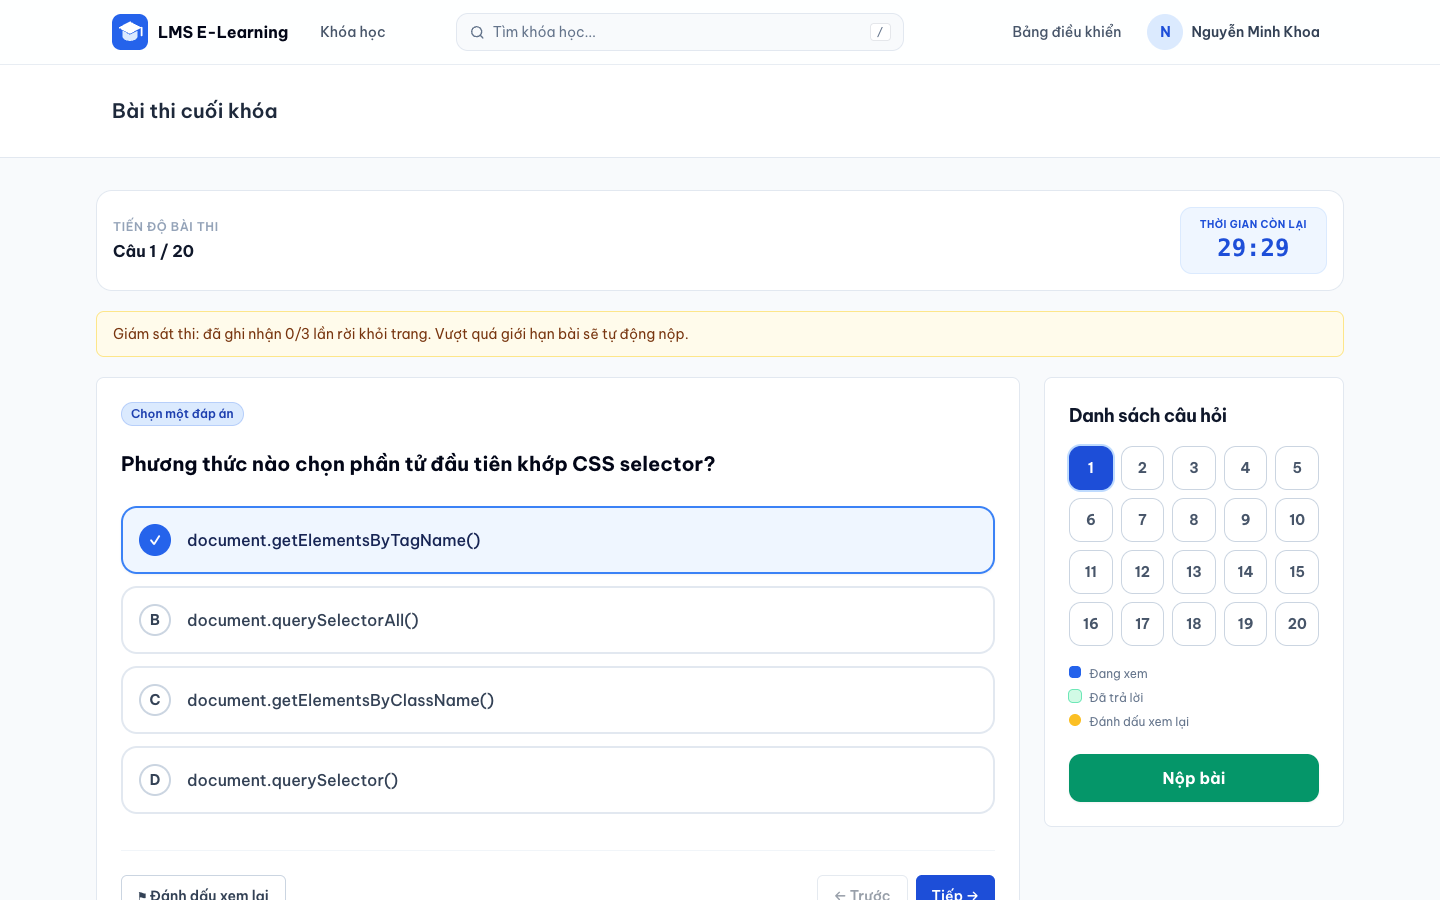 LMS E-Learning
Khóa học
Tìm khóa học...
/
Bảng điều khiển
N
Nguyễn Minh Khoa
Bài thi cuối khóa
TIẾN ĐỘ BÀI THI
Câu 1 / 20
THỜI GIAN CÒN LẠI
29:29
Giám sát thi: đã ghi nhận 0/3 lần rời khỏi trang. Vượt quá giới hạn bài sẽ tự động nộp.
Chọn một đáp án
Phương thức nào chọn phần tử đầu tiên khớp CSS selector?
document.getElementsByTagName()
B document.querySelectorAll()
C document.getElementsByClassName()
D document.querySelector()
⚑ Đánh dấu xem lại
← Trước
Tiếp →
Danh sách câu hỏi
1 2 3 4 5
6 7 8 9 10
11 12 13 14 15
16 17 18 19 20
Đang xem
Đã trả lời
Đánh dấu xem lại
Nộp bài